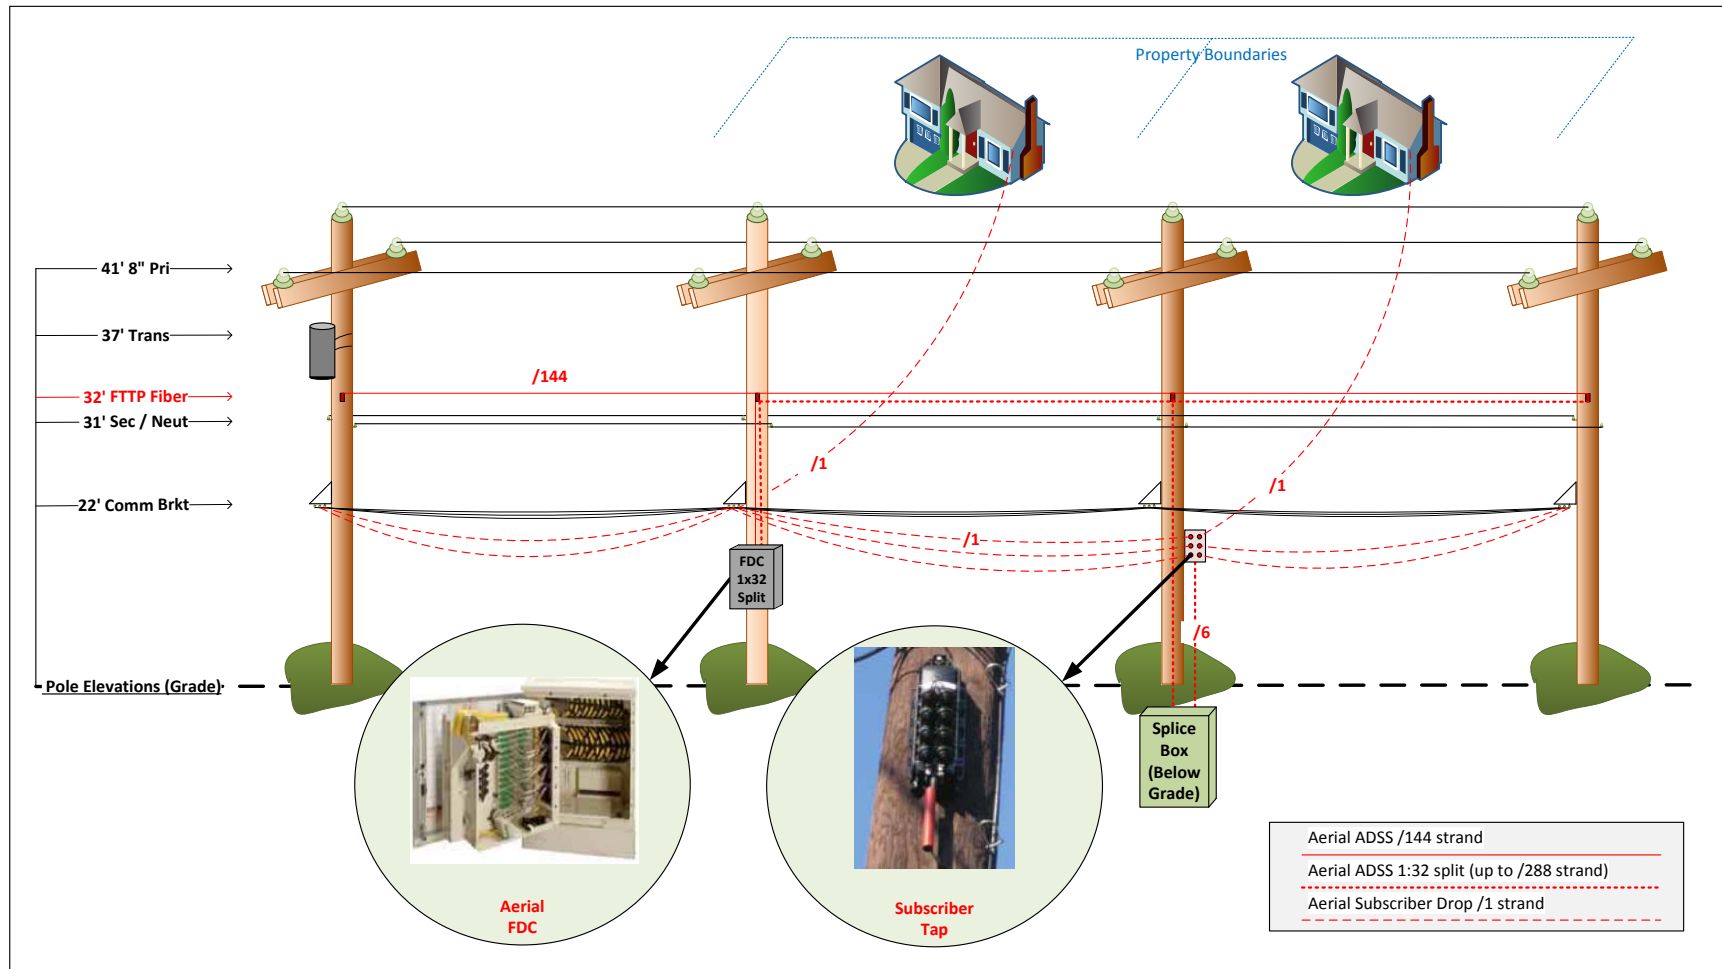 Property Boundaries
41' 8" Pri
37' Trans
/144
32' FTTP Fiber
31' Sec / Neut
/1
/1
22' Comm Brkt
/1
FDC
1x32
Split
/6
Pole Elevations (Grade)
Splice
Box
(Below
Grade)
Aerial
FDC
Subscriber
Tap
Aerial ADSS /144 strand
Aerial ADSS 1:32 split (up to /288 strand)
Aerial Subscriber Drop /1 strand